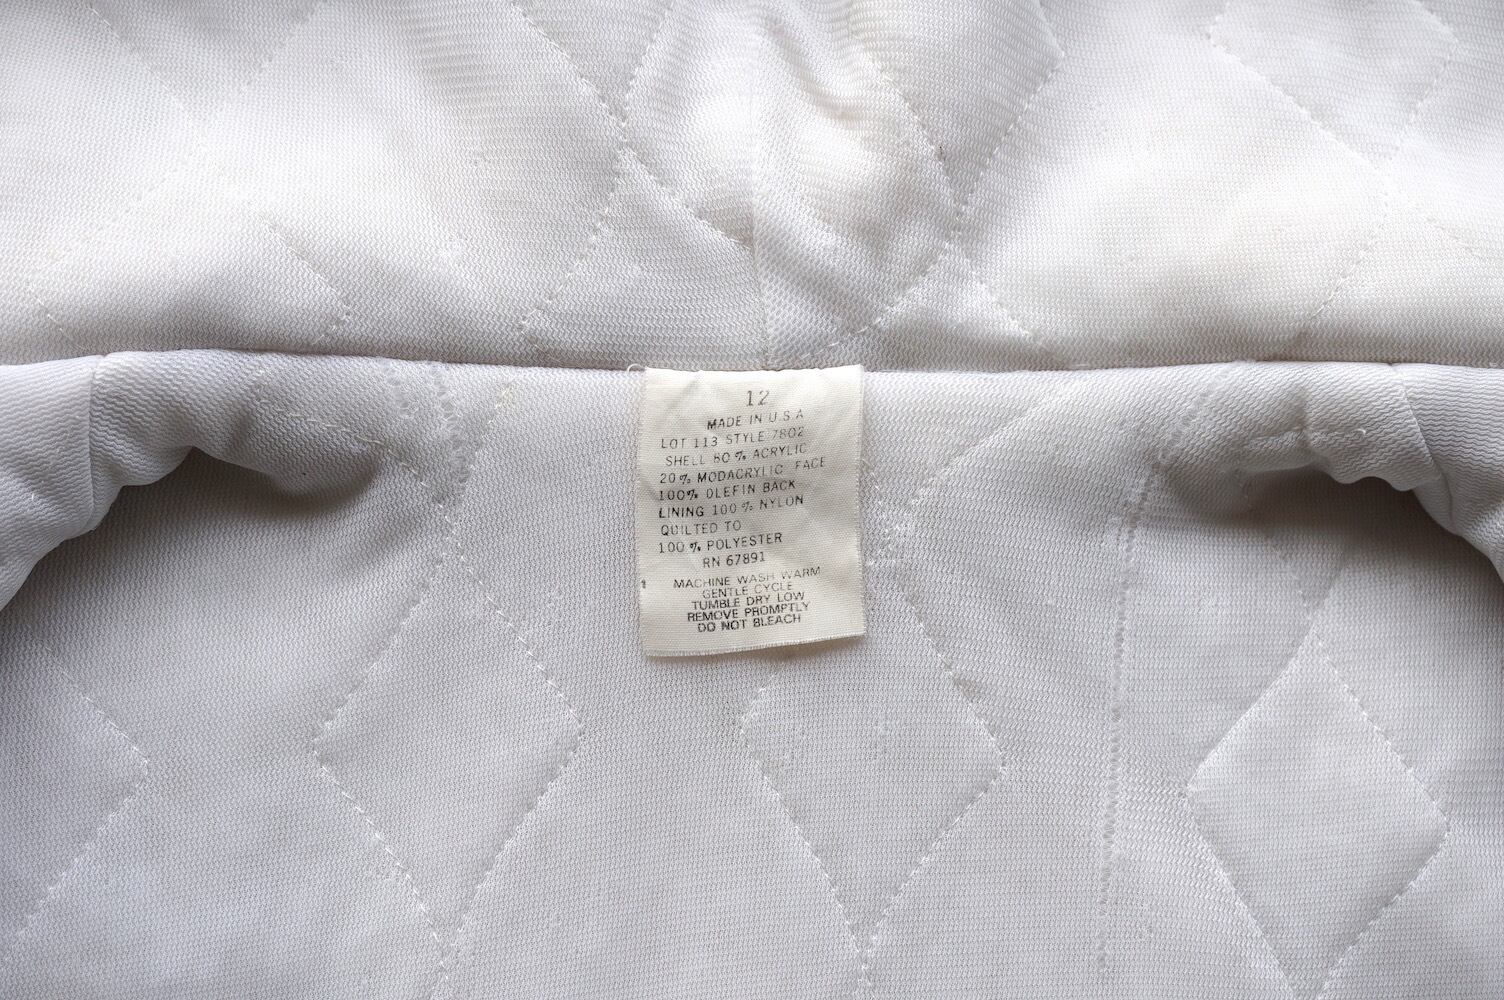 12
MADE IN U.S.A
LOT 113 STYLE 7802
SHELL 80% ACRYLIC
20% MODACRYLIC FACE
100% OLEFIN BACK
LINING 100% NYLON
QUILTED TO
100% POLYESTER
RN 67891
MACHINE WASH WARM
GENTLE CYCLE
TUMBLE DRY LOW
REMOVE PROMPTLY
DO NOT BLEACH